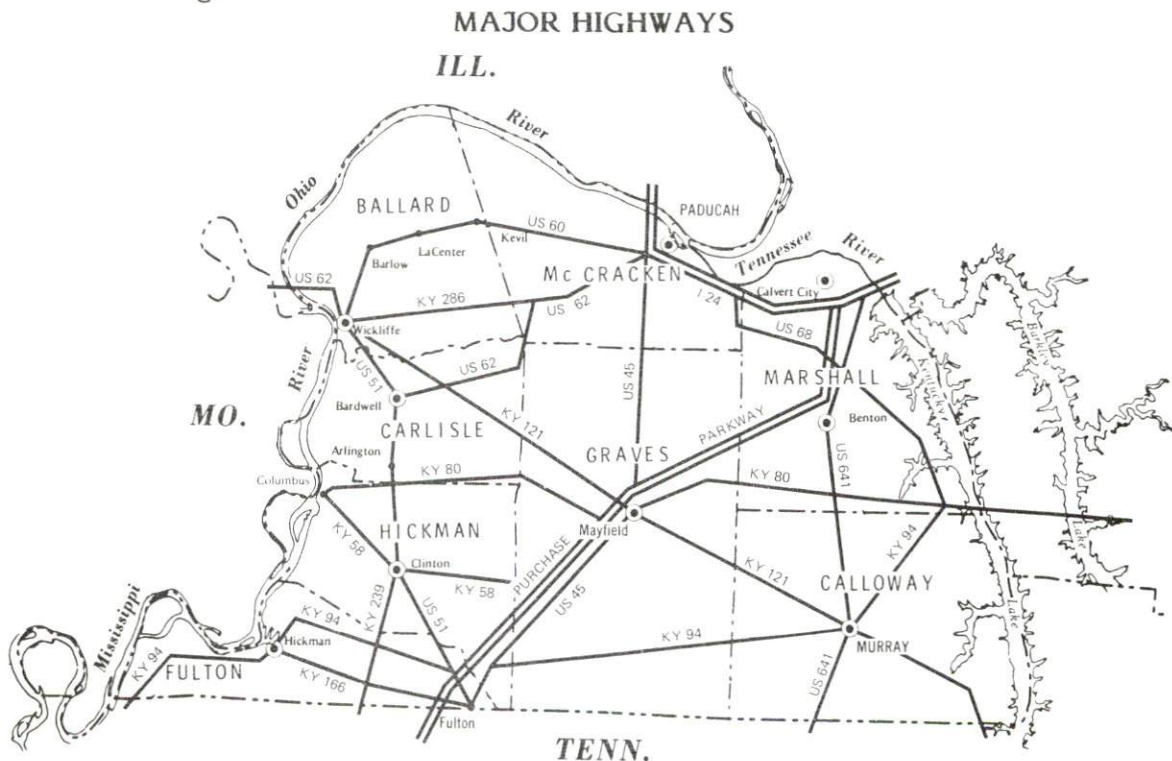 MAJOR HIGHWAYS
ILL.
River
Ohio
BALLARD
PADUCAH
US 60
Kevil
LaCenter
Barlow
Tennessee
River
Mc CRACKEN
Calvert City
I-24
US 62
KY 286
US 62
Wickliffe
US 68
Barkley
Lake
Kentucky
Lake
River
US 51
US 62
US 45
MARSHALL
Bardwell
MO.
CARLISLE
KY 121
PARKWAY
Benton
Arlington
GRAVES
US 641
Columbus
KY 80
KY 80
HICKMAN
Mayfield
KY 58
KY 94
Clinton
PURCHASE
KY 121
CALLOWAY
KY 58
US 45
KY 239
US 51
Mississippi
KY 94
Hickman
KY 94
MURRAY
KY 94
FULTON
KY 166
US 641
Fulton
TENN.